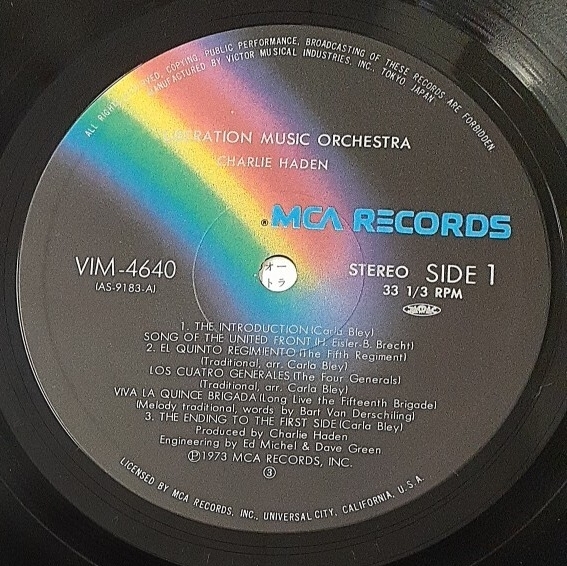 ALL RIGHTS RESERVED, COPYING, PUBLIC PERFORMANCE, BROADCASTING OF THESE RECORDS ARE FORBIDDEN.
MANUFACTURED BY VICTOR MUSICAL INDUSTRIES, INC., TOKYO JAPAN
LIBERATION MUSIC ORCHESTRA
CHARLIE HADEN
® MCA RECORDS
VIM-4640
(AS-9183-A)
オー
トラ
STEREO SIDE 1
33 1/3 RPM
1. THE INTRODUCTION (Carla Bley)
SONG OF THE UNITED FRONT (H. Eisler-B. Brecht)
2. EL QUINTO REGIMIENTO (The Fifth Regiment)
(Traditional, arr. Carla Bley)
LOS CUATRO GENERALES (The Four Generals)
(Traditional, arr. Carla Bley)
VIVA LA QUINCE BRIGADA (Long Live the Fifteenth Brigade)
(Melody traditional, words by Bart Van Derschiling)
3. THE ENDING TO THE FIRST SIDE (Carla Bley)
Produced by Charlie Haden
Engineering by Ed Michel & Dave Green
Ⓟ1973 MCA RECORDS, INC.
③
LICENSED BY MCA RECORDS, INC., UNIVERSAL CITY, CALIFORNIA, U.S.A.